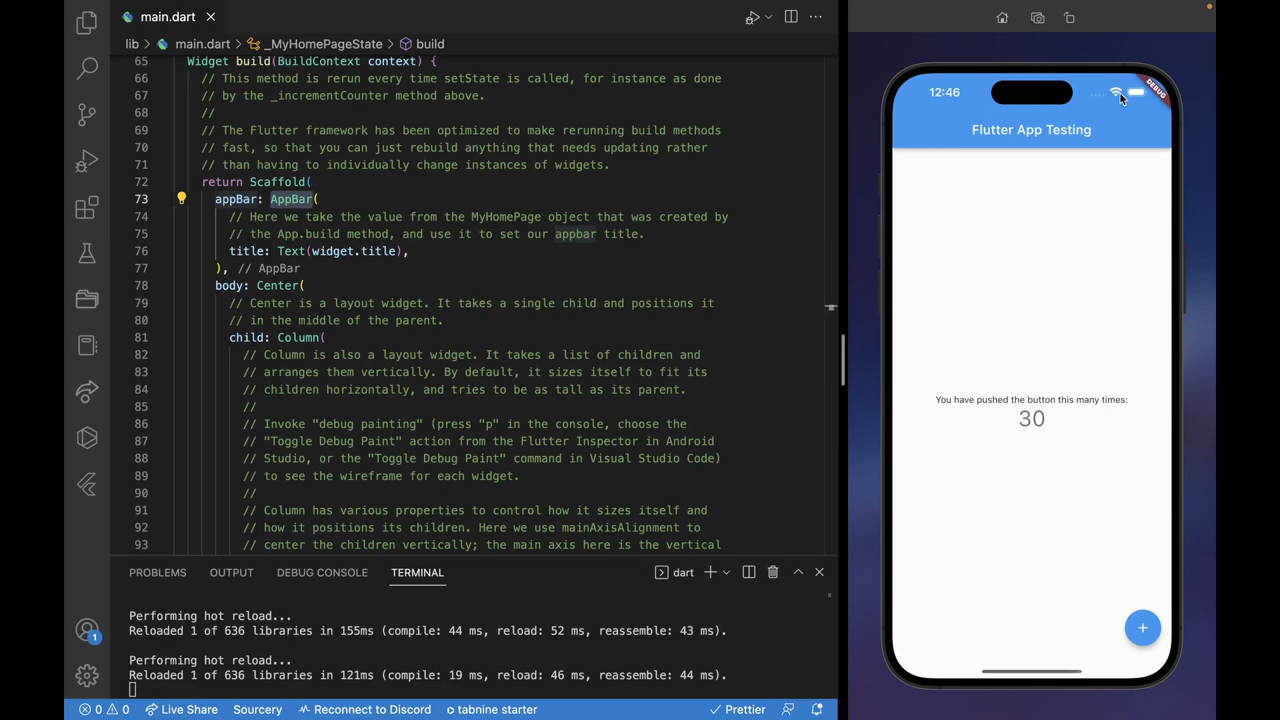 main.dart
lib > main.dart > _MyHomePageState > build
65 Widget build(BuildContext context) {
66 // This method is rerun every time setState is called, for instance as done
67 // by the _incrementCounter method above.
68 //
69 // The Flutter framework has been optimized to make rerunning build methods
70 // fast, so that you can just rebuild anything that needs updating rather
71 // than having to individually change instances of widgets.
72 return Scaffold(
73 appBar: AppBar(
74 // Here we take the value from the MyHomePage object that was created by
75 // the App.build method, and use it to set our appbar title.
76 title: Text(widget.title),
77 ), // AppBar
78 body: Center(
79 // Center is a layout widget. It takes a single child and positions it
80 // in the middle of the parent.
81 child: Column(
82 // Column is also a layout widget. It takes a list of children and
83 // arranges them vertically. By default, it sizes itself to fit its
84 // children horizontally, and tries to be as tall as its parent.
85 //
86 // Invoke "debug painting" (press "p" in the console, choose the
87 // "Toggle Debug Paint" action from the Flutter Inspector in Android
88 // Studio, or the "Toggle Debug Paint" command in Visual Studio Code)
89 // to see the wireframe for each widget.
90 //
91 // Column has various properties to control how it sizes itself and
92 // how it positions its children. Here we use mainAxisAlignment to
93 // center the children vertically; the main axis here is the vertical
PROBLEMS OUTPUT DEBUG CONSOLE TERMINAL dart
Performing hot reload...
Reloaded 1 of 636 libraries in 155ms (compile: 44 ms, reload: 52 ms, reassemble: 43 ms).
Performing hot reload...
Reloaded 1 of 636 libraries in 121ms (compile: 19 ms, reload: 46 ms, reassemble: 44 ms).
1
0 0 Live Share Sourcery Reconnect to Discord tabnine starter Prettier
12:46
DEBUG
Flutter App Testing
You have pushed the button this many times:
30
+